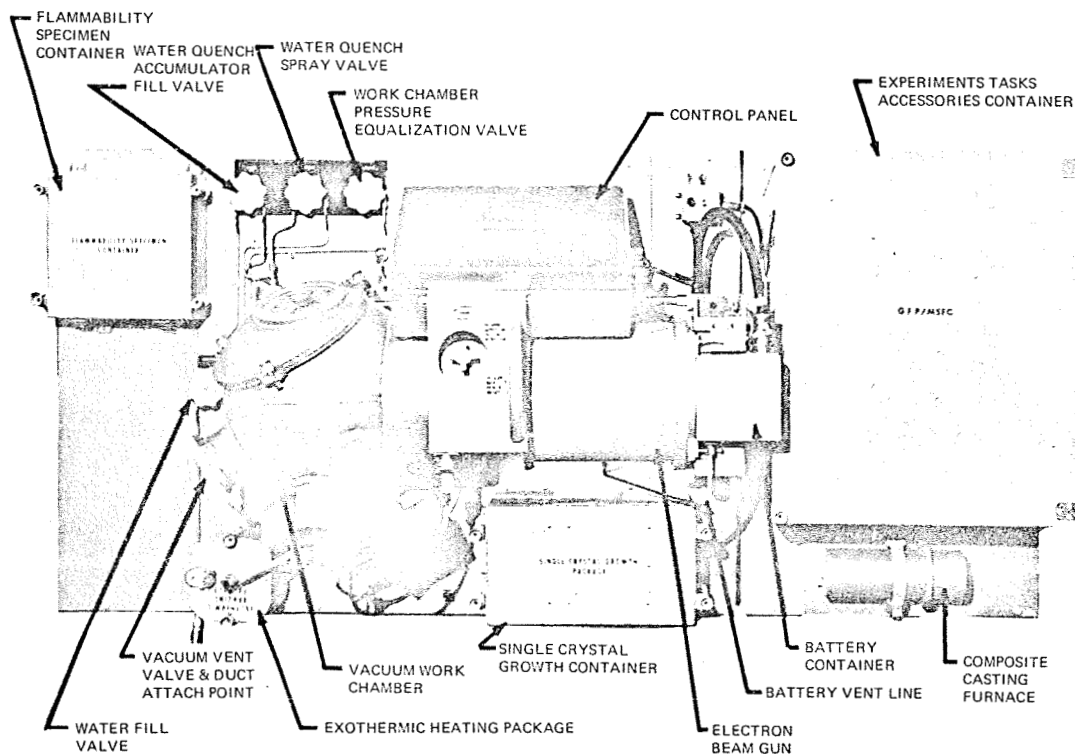 FLAMMABILITY
SPECIMEN
CONTAINER
WATER QUENCH
ACCUMULATOR
FILL VALVE
WATER QUENCH
SPRAY VALVE
WORK CHAMBER
PRESSURE
EQUALIZATION VALVE
CONTROL PANEL
EXPERIMENTS TASKS
ACCESSORIES CONTAINER
FLAMMABILITY SPECIMEN
CONTAINER
GFP/MSFC
SINGLE CRYSTAL GROWTH
PACKAGE
VACUUM VENT
VALVE & DUCT
ATTACH POINT
VACUUM WORK
CHAMBER
SINGLE CRYSTAL
GROWTH CONTAINER
BATTERY
CONTAINER
COMPOSITE
CASTING
FURNACE
BATTERY VENT LINE
WATER FILL
VALVE
EXOTHERMIC HEATING PACKAGE
ELECTRON
BEAM GUN